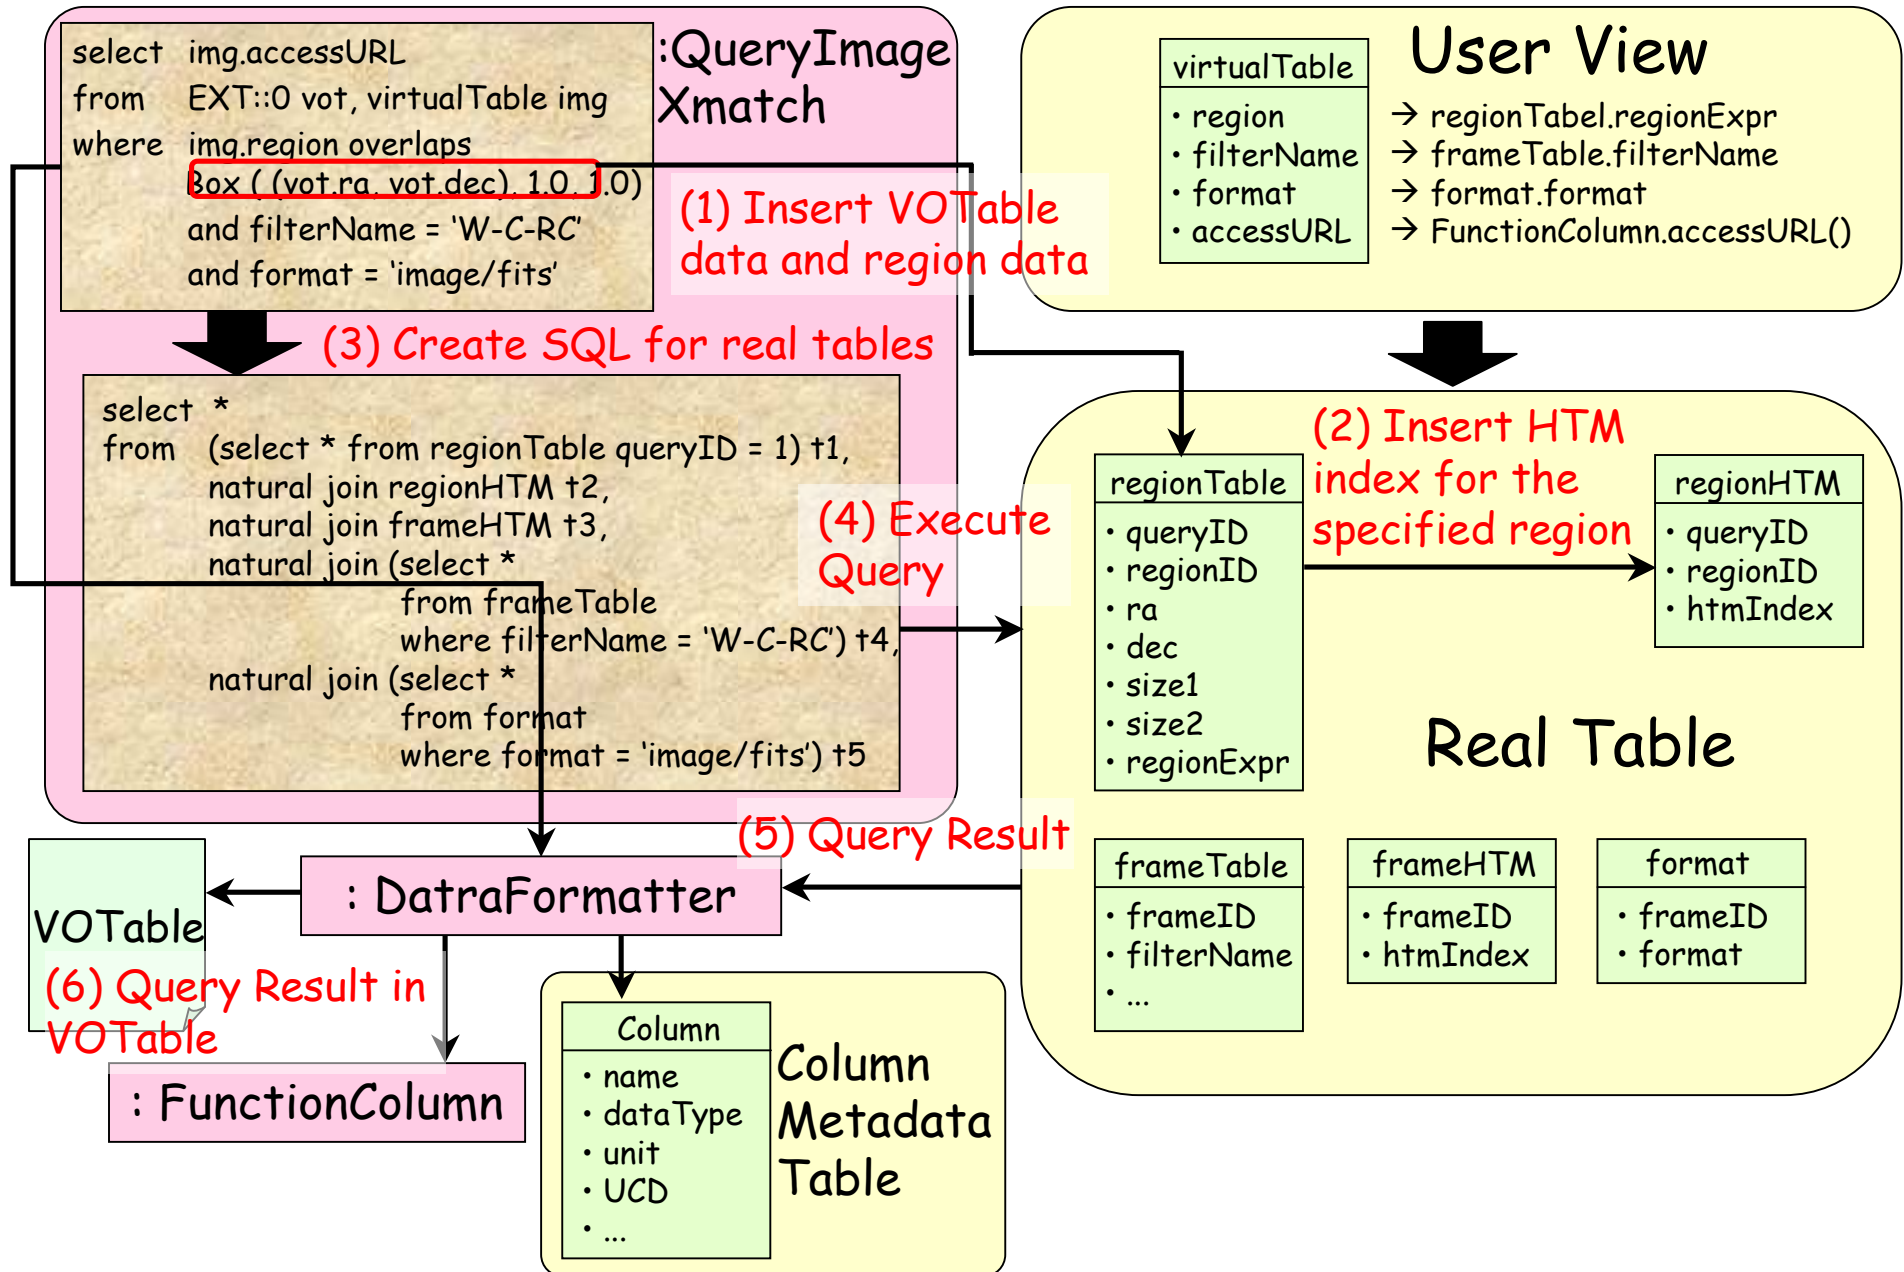 select img.accessURL
from EXT::0 vot, virtualTable img
where img.region overlaps
Box ( (vot.ra, vot.dec), 1.0, 1.0)
and filterName = ‘W-C-RC’
and format = ‘image/fits’
:QueryImage
Xmatch
(1) Insert VOTable
data and region data
(3) Create SQL for real tables
select *
from (select * from regionTable queryID = 1) t1,
natural join regionHTM t2,
natural join frameHTM t3,
natural join (select *
from frameTable
where filterName = ‘W-C-RC’) t4,
natural join (select *
from format
where format = ‘image/fits’) t5
(4) Execute
Query
User View
virtualTable
・region → regionTabel.regionExpr
・filterName → frameTable.filterName
・format → format.format
・accessURL → FunctionColumn.accessURL()
(2) Insert HTM
index for the
specified region
regionTable
・queryID
・regionID
・ra
・dec
・size1
・size2
・regionExpr
regionHTM
・queryID
・regionID
・htmIndex
Real Table
frameTable
・frameID
・filterName
・...
frameHTM
・frameID
・htmIndex
format
・frameID
・format
(5) Query Result
: DatraFormatter
VOTable
(6) Query Result in
VOTable
: FunctionColumn
Column
・name
・dataType
・unit
・UCD
・...
Column
Metadata
Table